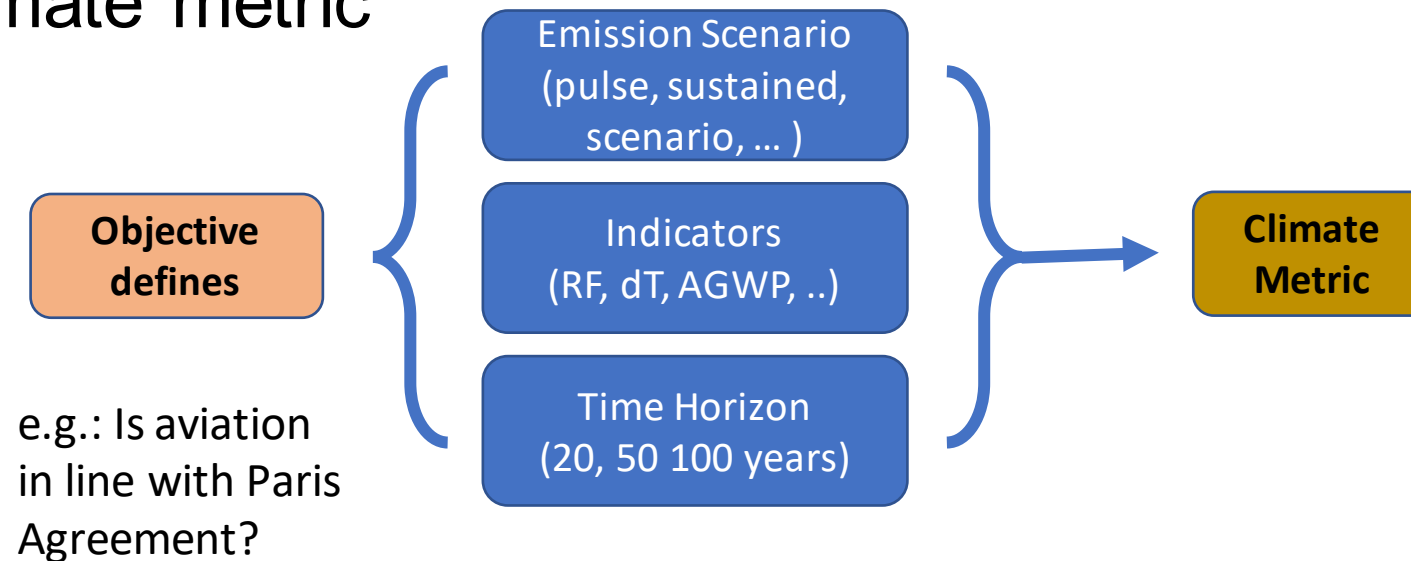 mate metric
Emission Scenario
(pulse, sustained,
scenario, ... )
Objective
defines
Indicators
(RF, dT, AGWP, ..)
Climate
Metric
Time Horizon
(20, 50 100 years)
e.g.: Is aviation
in line with Paris
Agreement?